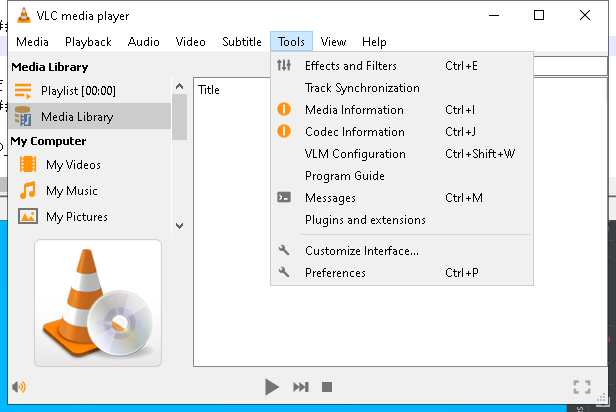 VLC media player
Media Playback Audio Video Subtitle Tools View Help
Media Library
Playlist [00:00]
Media Library
My Computer
My Videos
My Music
My Pictures
Title
Effects and Filters Ctrl+E
Track Synchronization
Media Information Ctrl+I
Codec Information Ctrl+J
VLM Configuration Ctrl+Shift+W
Program Guide
Messages Ctrl+M
Plugins and extensions
Customize Interface...
Preferences Ctrl+P